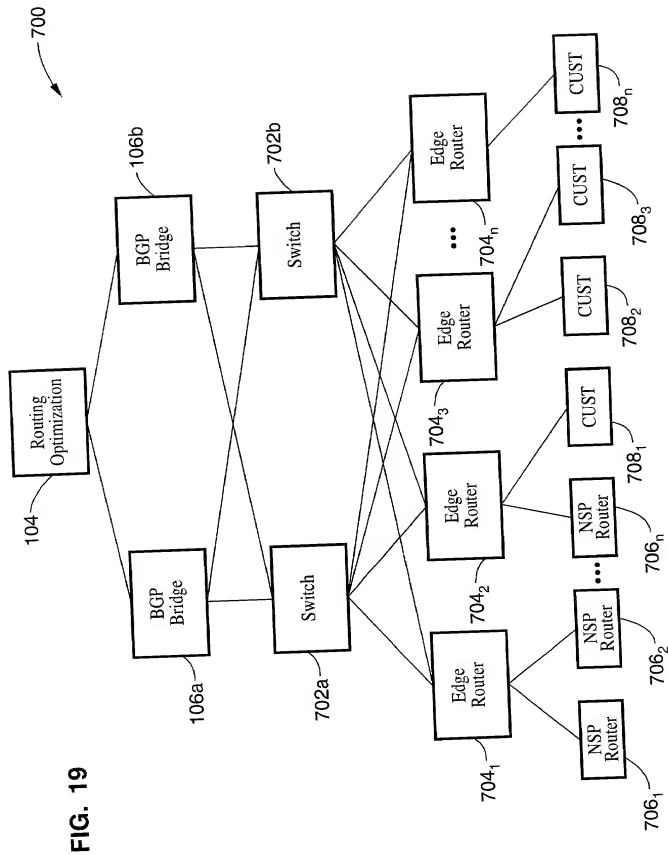 FIG. 19
700
Routing
Optimization
104
BGP
Bridge
106a
BGP
Bridge
106b
Switch
702a
Switch
702b
Edge
Router
704₁
Edge
Router
704₂
Edge
Router
704₃
•••
Edge
Router
704ₙ
NSP
Router
706₁
NSP
Router
706₂
•••
NSP
Router
706ₙ
CUST
708₁
CUST
708₂
CUST
708₃
•••
CUST
708ₙ